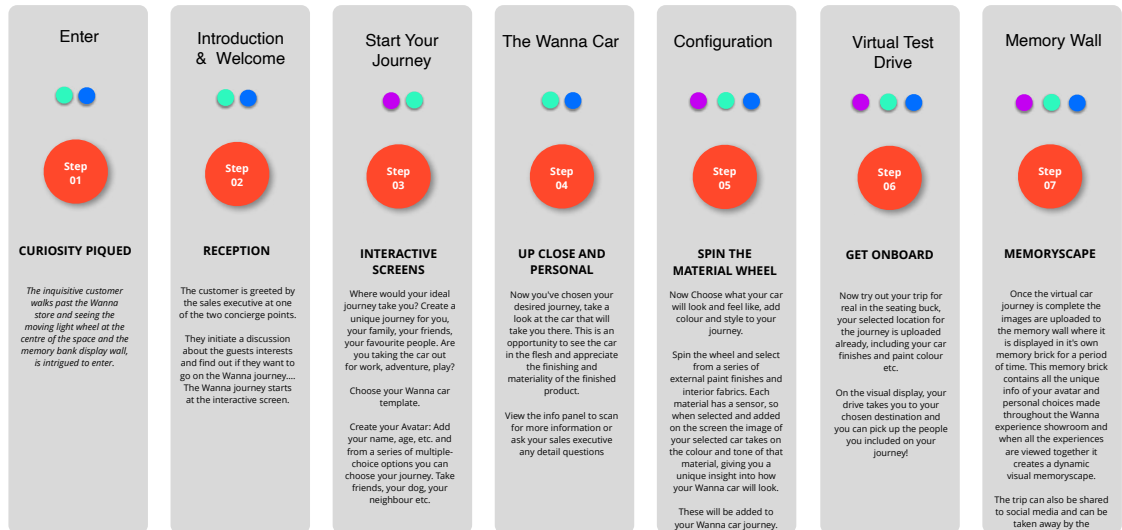 Enter
Step
01
CURIOSITY PIQUED
The inquisitive customer
walks past the Wanna
store and seeing the
moving light wheel at the
centre of the space and the
memory bank display wall,
is intrigued to enter.
Introduction
& Welcome
Step
02
RECEPTION
The customer is greeted by
the sales executive at one
of the two concierge points.
They initiate a discussion
about the guests interests
and find out if they want to
go on the Wanna journey....
The Wanna journey starts
at the interactive screen.
Start Your
Journey
Step
03
INTERACTIVE
SCREENS
Where would your ideal
journey take you? Create a
unique journey for you,
your family, your friends,
your favourite people. Are
you taking the car out
for work, adventure, play?
Choose your Wanna car
template.
Create your Avatar: Add
your name, age, etc. and
from a series of multiple-
choice options you can
choose your journey. Take
friends, your dog, your
neighbour etc.
The Wanna Car
Step
04
UP CLOSE AND
PERSONAL
Now you've chosen your
desired journey, take a
look at the car that will
take you there. This is an
opportunity to see the car
in the flesh and appreciate
the finishing and
materiality of the finished
product.
View the info panel to scan
for more information or
ask your sales executive
any detail questions
Configuration
Step
05
SPIN THE
MATERIAL WHEEL
Now Choose what your car
will look and feel like, add
colour and style to your
journey.
Spin the wheel and select
from a series of
external paint finishes and
interior fabrics. Each
material has a sensor, so
when selected and added
on the screen the image of
your selected car takes on
the colour and tone of that
material, giving you a
unique insight into how
your Wanna car will look.
These will be added to
your Wanna car journey.
Virtual Test
Drive
Step
06
GET ONBOARD
Now try out your trip for
real in the seating buck,
your selected location for
the journey is uploaded
already, including your car
finishes and paint colour
etc.
On the visual display, your
drive takes you to your
chosen destination and
you can pick up the people
you included on your
journey!
Memory Wall
Step
07
MEMORYSCAPE
Once the virtual car
journey is complete the
images are uploaded to
the memory wall where it
is displayed in it's own
memory brick for a period
of time. This memory brick
contains all the unique
info of your avatar and
personal choices made
throughout the Wanna
experience showroom and
when all the experiences
are viewed together it
creates a dynamic
visual memoryscape.
The trip can also be shared
to social media and can be
taken away by the